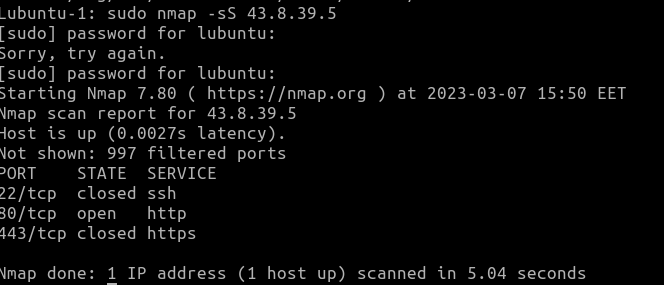 Lubuntu-1: sudo nmap -sS 43.8.39.5
[sudo] password for lubuntu:
Sorry, try again.
[sudo] password for lubuntu:
Starting Nmap 7.80 ( https://nmap.org ) at 2023-03-07 15:50 EET
Nmap scan report for 43.8.39.5
Host is up (0.0027s latency).
Not shown: 997 filtered ports
PORT    STATE  SERVICE
22/tcp  closed ssh
80/tcp  open   http
443/tcp closed https
Nmap done: 1 IP address (1 host up) scanned in 5.04 seconds